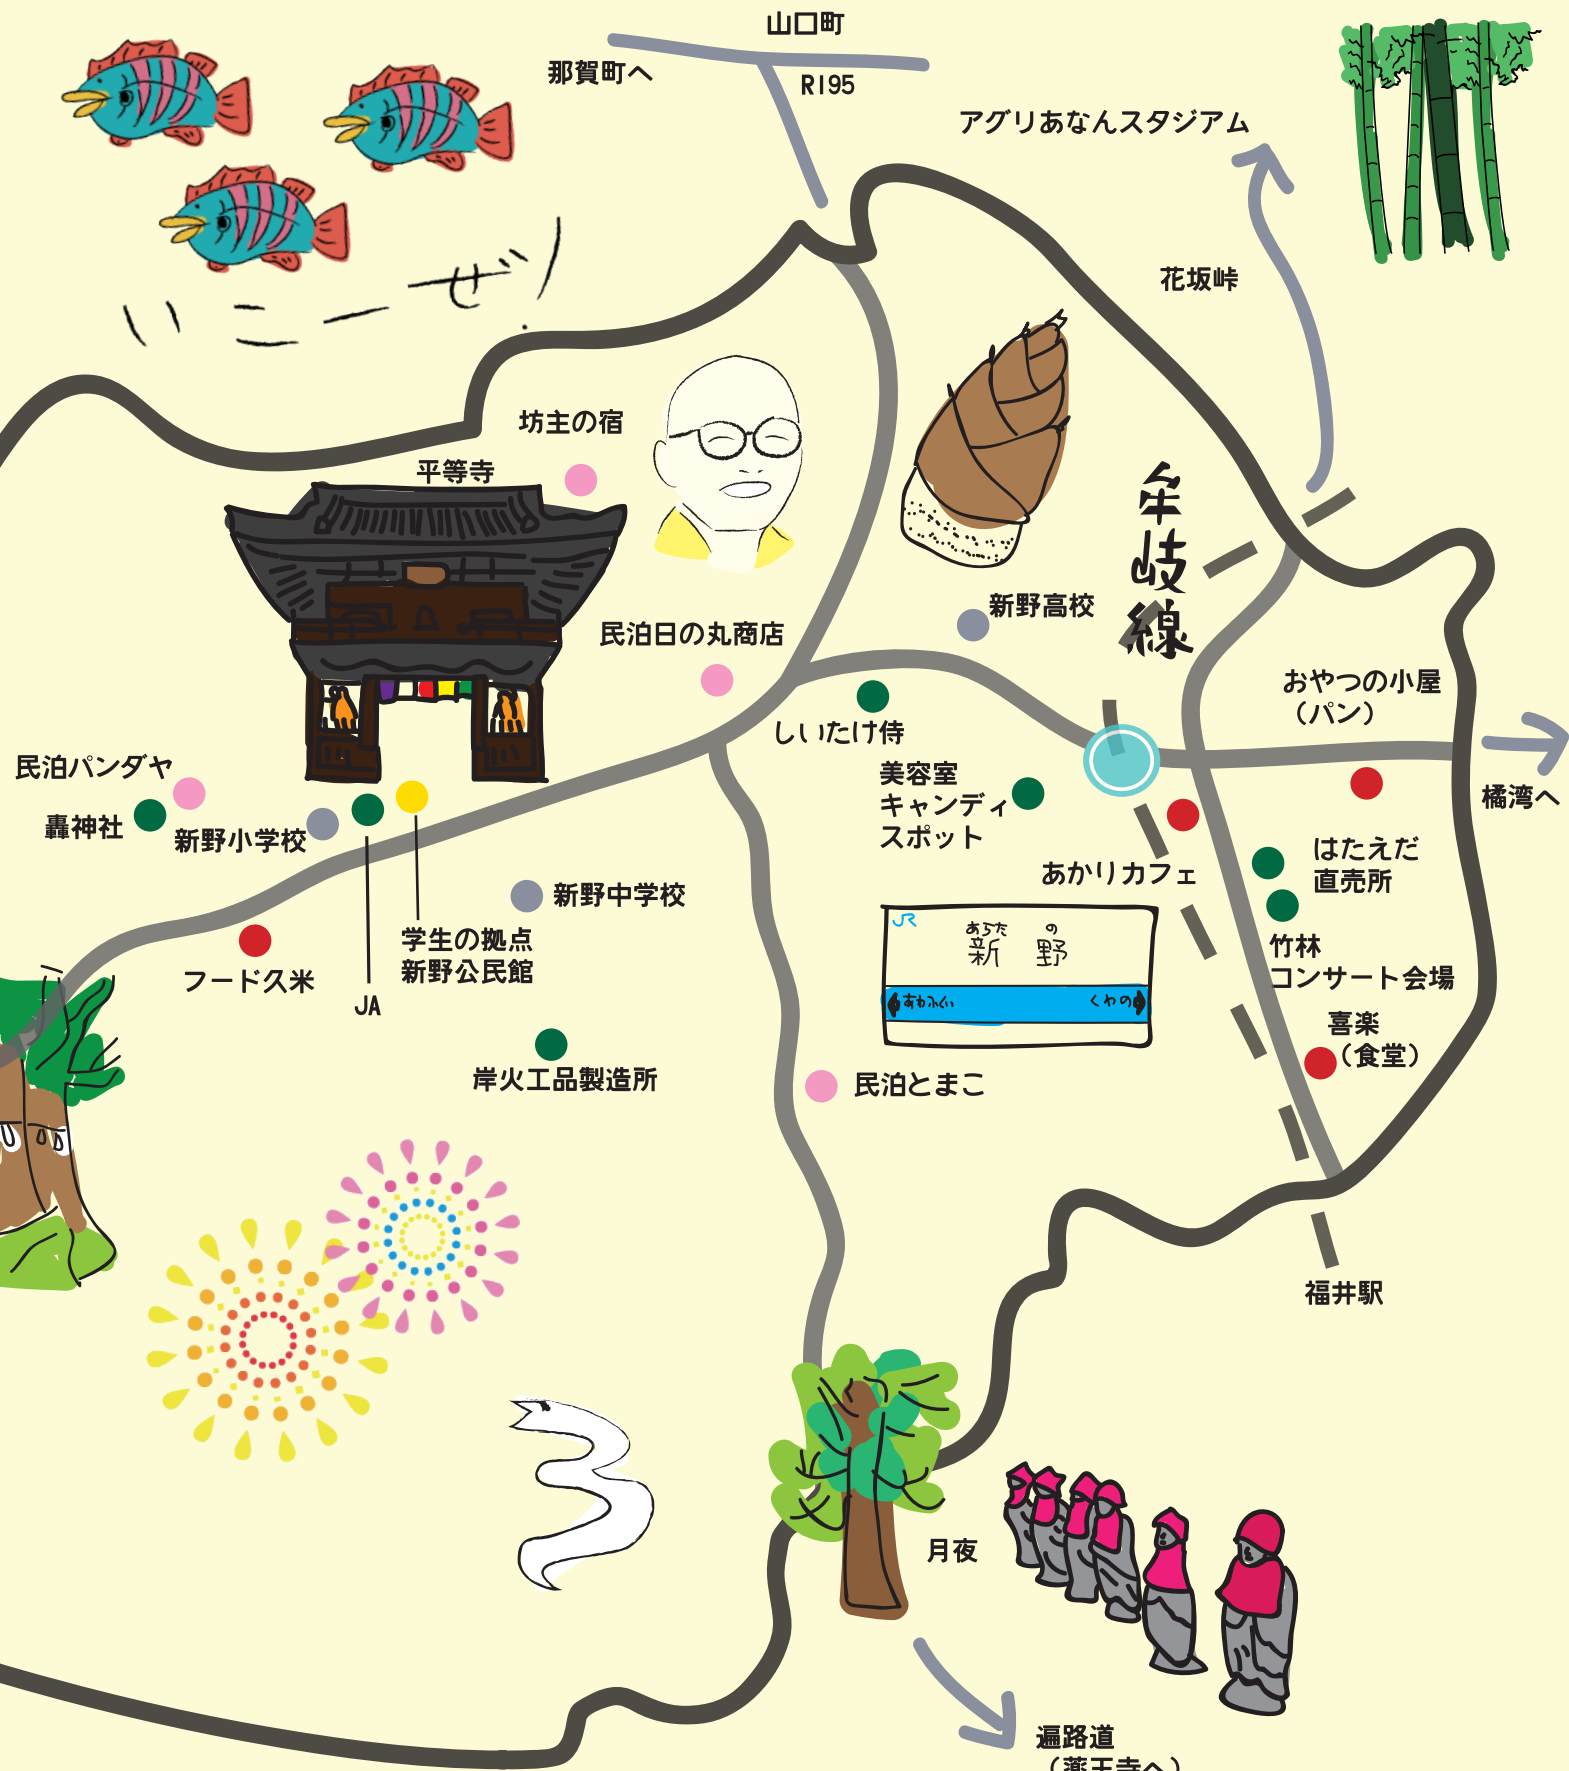 山口町
那賀町へ
R195
アグリあなんスタジアム
花坂峠
いこーぜ
坊主の宿
平等寺
牟岐線
新野高校
民泊日の丸商店
おやつの小屋
（パン）
しいたけ侍
民泊パンダヤ
美容室
キャンディ
スポット
橘湾へ
轟神社
新野小学校
あかりカフェ
はたえだ
直売所
新野中学校
JR
あらた の
新 野
あわふくい
くわの
学生の拠点
新野公民館
竹林
コンサート会場
フード久米
JA
喜楽
（食堂）
岸火工品製造所
民泊とまこ
福井駅
月夜
遍路道
（薬王寺へ）